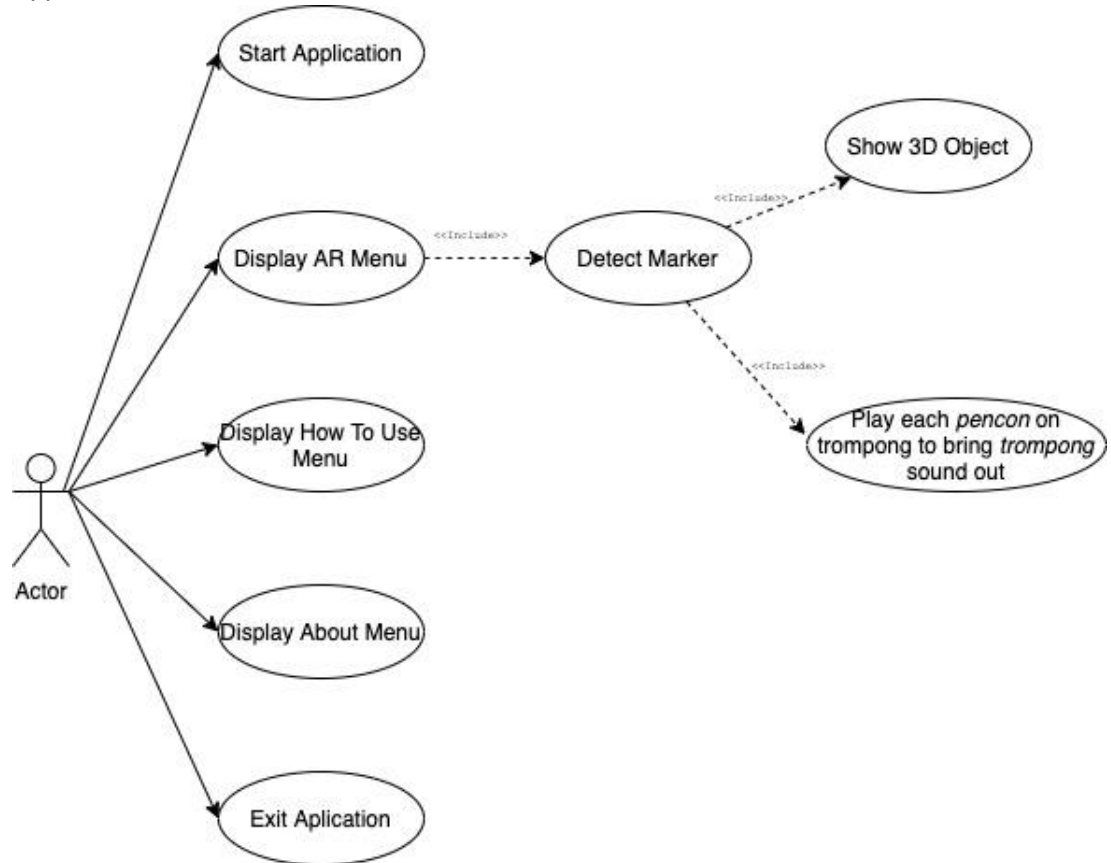 Start Application
Show 3D Object
<<Include>>
<<Include>>
Display AR Menu
Detect Marker
<<Include>>
Display How To Use
Menu
Play each pencon on
trompong to bring trompong
sound out
Actor
Display About Menu
Exit Aplication